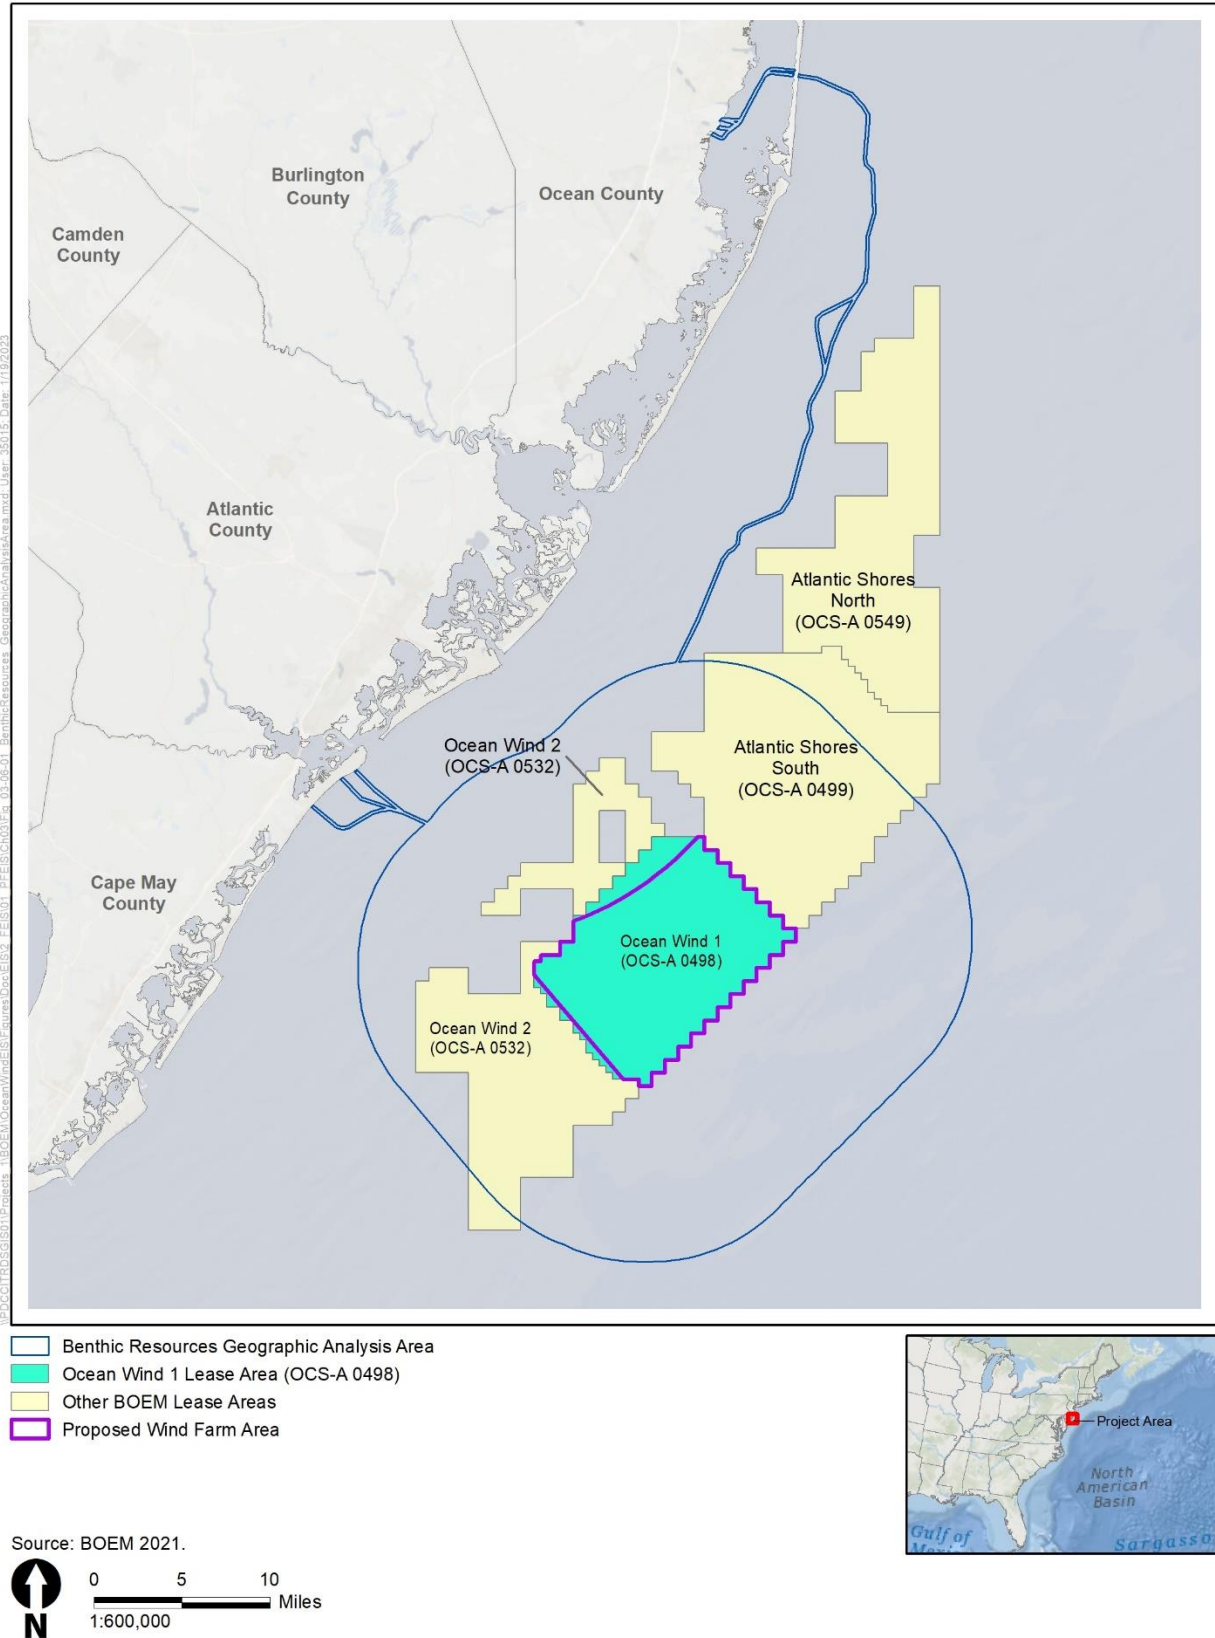 Burlington
County
Ocean County
Camden
County
Atlantic
County
Atlantic Shores
North
(OCS-A 0549)
Ocean Wind 2
(OCS-A 0532)
Atlantic Shores
South
(OCS-A 0499)
Cape May
County
Ocean Wind 1
(OCS-A 0498)
Ocean Wind 2
(OCS-A 0532)
Benthic Resources Geographic Analysis Area
Ocean Wind 1 Lease Area (OCS-A 0498)
Other BOEM Lease Areas
Proposed Wind Farm Area
Project Area
North
American
Basin
Gulf of
Sargasso
Source: BOEM 2021.
N
0 5 10
Miles
1:600,000